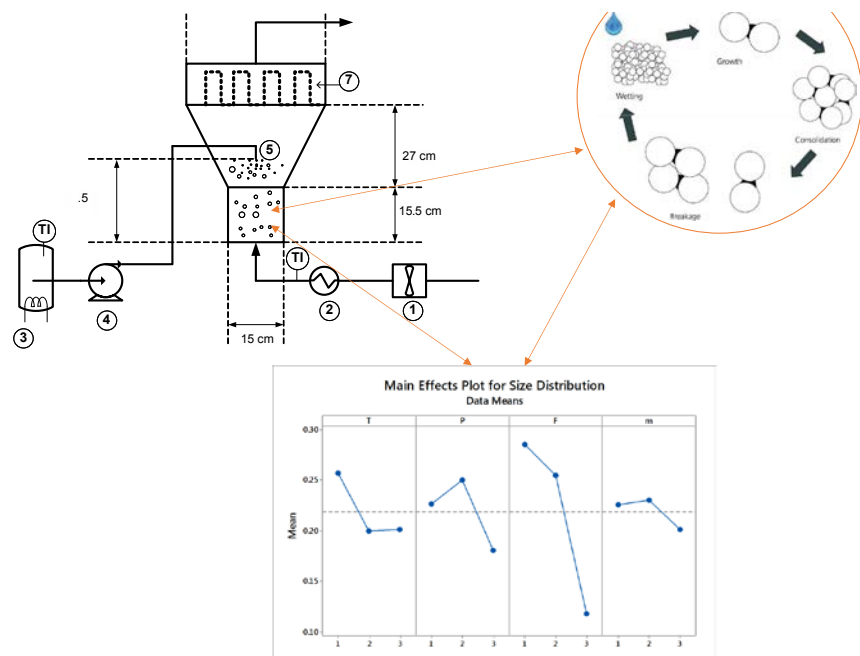 7
5
27 cm
.5
15.5 cm
TI
TI
3
4
2
1
15 cm
Wetting
Growth
Consolidation
Breakage
Main Effects Plot for Size Distribution
Data Means
T P F m
0.30
0.25
0.20
0.15
0.10
Mean
1 2 3 1 2 3 1 2 3 1 2 3